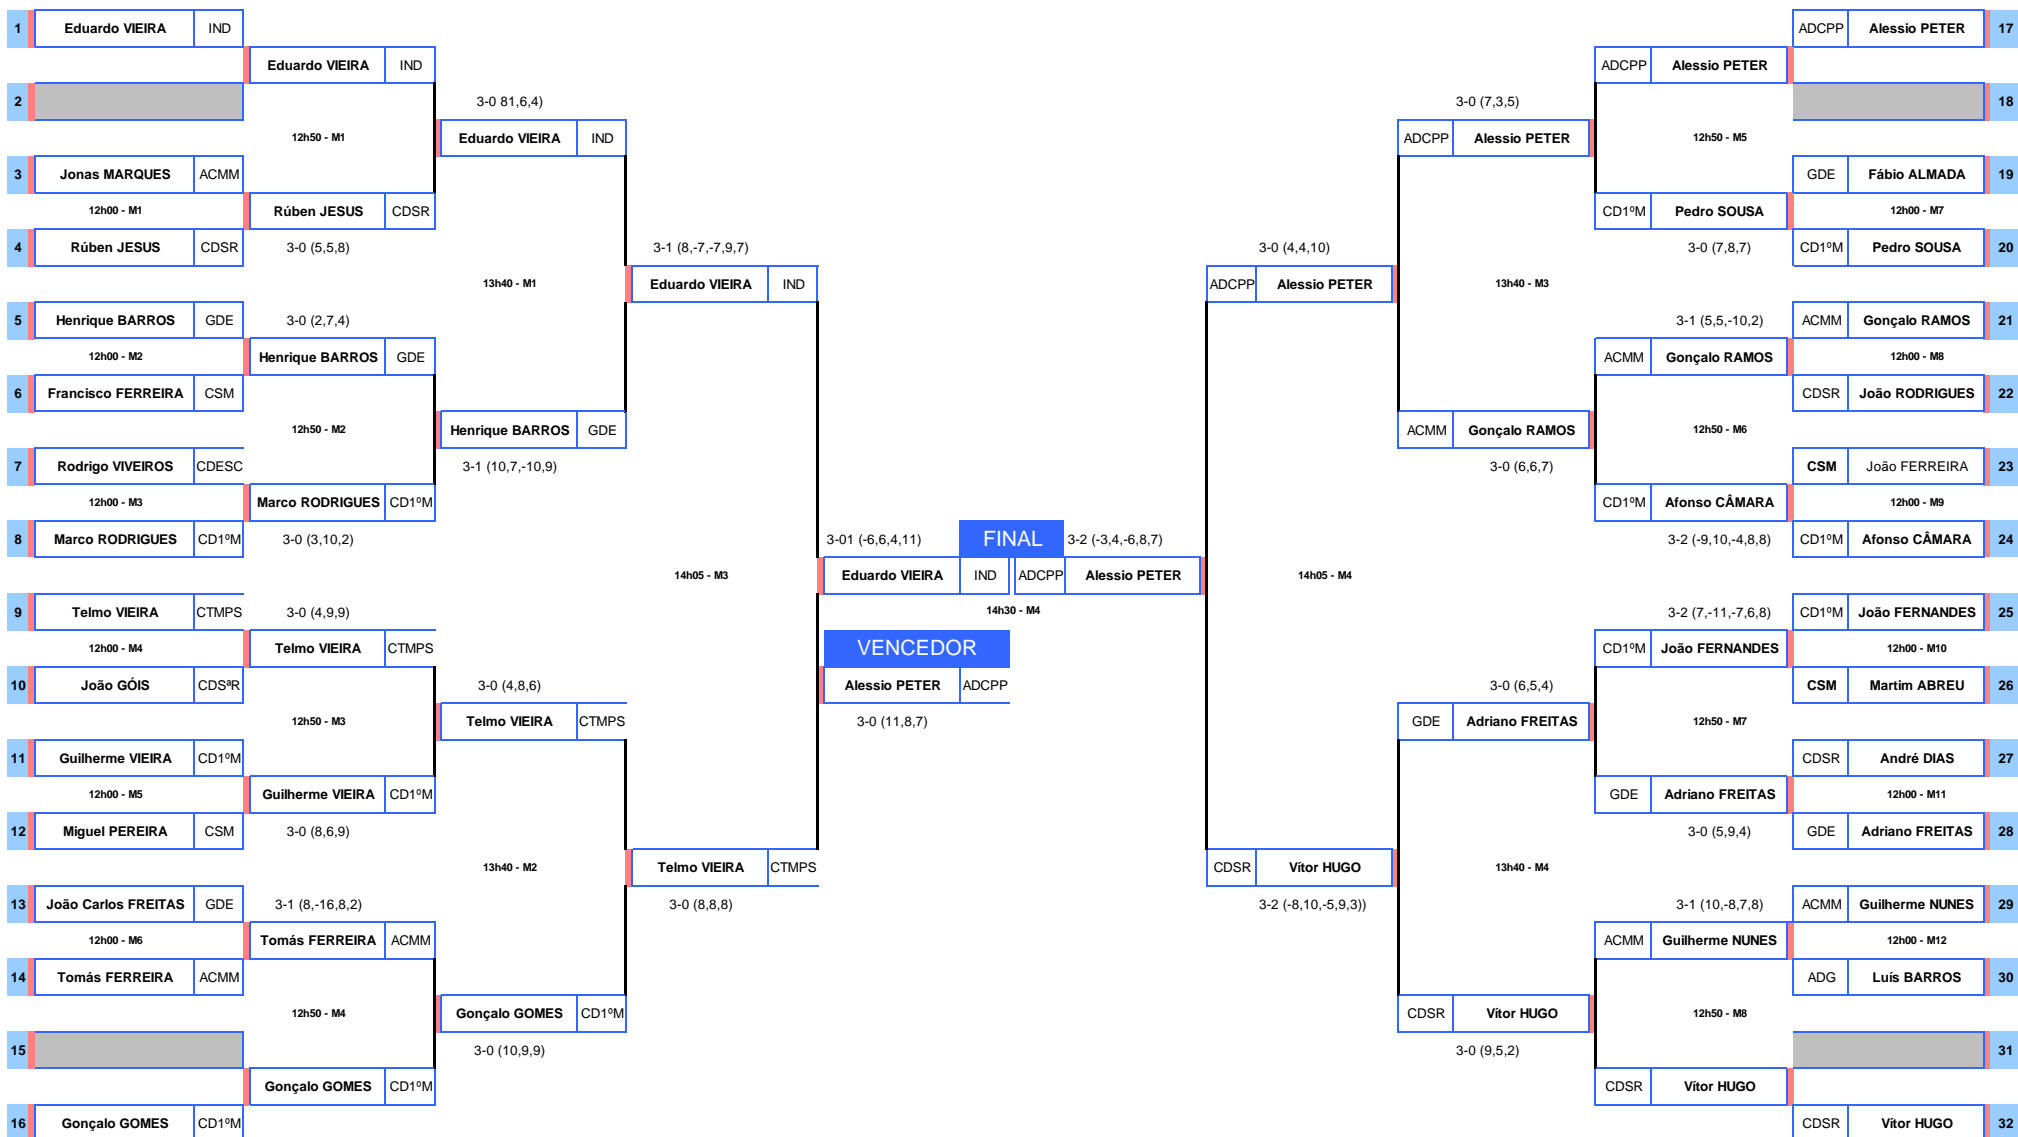 1 Eduardo VIEIRA IND ADCPP Alessio PETER 17
Eduardo VIEIRA IND ADCPP Alessio PETER
2 3-0 81,6,4) 3-0 (7,3,5) 18
12h50 - M1 Eduardo VIEIRA IND ADCPP Alessio PETER 12h50 - M5
3 Jonas MARQUES ACMM GDE Fábio ALMADA 19
12h00 - M1 Rúben JESUS CDSR CD1ºM Pedro SOUSA 12h00 - M7
4 Rúben JESUS CDSR 3-0 (5,5,8) 3-1 (8,-7,-7,9,7) 3-0 (4,4,10) 3-0 (7,8,7) CD1ºM Pedro SOUSA 20
13h40 - M1 Eduardo VIEIRA IND ADCPP Alessio PETER 13h40 - M3
5 Henrique BARROS GDE 3-0 (2,7,4) 3-1 (5,5,-10,2) ACMM Gonçalo RAMOS 21
12h00 - M2 Henrique BARROS GDE ACMM Gonçalo RAMOS 12h00 - M8
6 Francisco FERREIRA CSM CDSR João RODRIGUES 22
12h50 - M2 Henrique BARROS GDE ACMM Gonçalo RAMOS 12h50 - M6
7 Rodrigo VIVEIROS CDESC 3-1 (10,7,-10,9) 3-0 (6,6,7) CSM João FERREIRA 23
12h00 - M3 Marco RODRIGUES CD1ºM CD1ºM Afonso CÂMARA 12h00 - M9
8 Marco RODRIGUES CD1ºM 3-0 (3,10,2) 3-01 (-6,6,4,11) FINAL 3-2 (-3,4,-6,8,7) 3-2 (-9,10,-4,8,8) CD1ºM Afonso CÂMARA 24
14h05 - M3 Eduardo VIEIRA IND ADCPP Alessio PETER 14h05 - M4
9 Telmo VIEIRA CTMPS 3-0 (4,9,9) 14h30 - M4 3-2 (7,-11,-7,6,8) CD1ºM João FERNANDES 25
12h00 - M4 Telmo VIEIRA CTMPS VENCEDOR CD1ºM João FERNANDES 12h00 - M10
10 João GÓIS CDSªR 3-0 (4,8,6) Alessio PETER ADCPP 3-0 (6,5,4) CSM Martim ABREU 26
12h50 - M3 Telmo VIEIRA CTMPS 3-0 (11,8,7) GDE Adriano FREITAS 12h50 - M7
11 Guilherme VIEIRA CD1ºM CDSR André DIAS 27
12h00 - M5 Guilherme VIEIRA CD1ºM GDE Adriano FREITAS 12h00 - M11
12 Miguel PEREIRA CSM 3-0 (8,6,9) 3-0 (5,9,4) GDE Adriano FREITAS 28
13h40 - M2 Telmo VIEIRA CTMPS CDSR Vítor HUGO 13h40 - M4
13 João Carlos FREITAS GDE 3-1 (8,-16,8,2) 3-0 (8,8,8) 3-2 (-8,10,-5,9,3)) 3-1 (10,-8,7,8) ACMM Guilherme NUNES 29
12h00 - M6 Tomás FERREIRA ACMM ACMM Guilherme NUNES 12h00 - M12
14 Tomás FERREIRA ACMM ADG Luís BARROS 30
12h50 - M4 Gonçalo GOMES CD1ºM CDSR Vítor HUGO 12h50 - M8
15 3-0 (10,9,9) 3-0 (9,5,2) 31
Gonçalo GOMES CD1ºM CDSR Vítor HUGO
16 Gonçalo GOMES CD1ºM CDSR Vítor HUGO 32